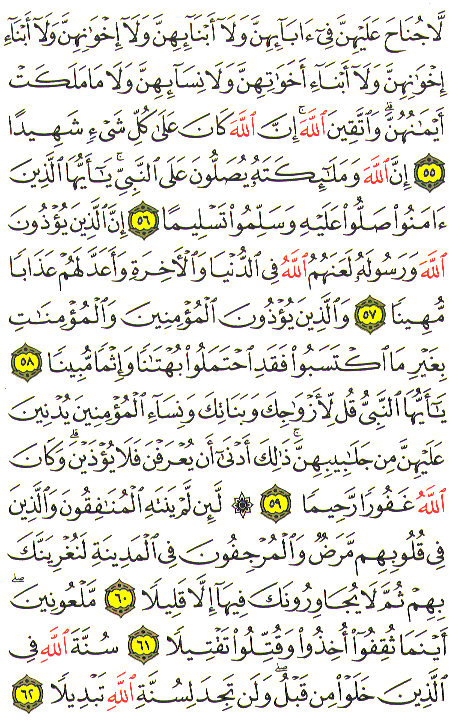 لَّا جُنَاحَ عَلَيْهِنَّ فِىٓ ءَابَآئِهِنَّ وَلَآ أَبْنَآئِهِنَّ وَلَآ إِخْوَٰنِهِنَّ وَلَآ أَبْنَآءِ
إِخْوَٰنِهِنَّ وَلَآ أَبْنَآءِ أَخَوَٰتِهِنَّ وَلَا نِسَآئِهِنَّ وَلَا مَا مَلَكَتْ
أَيْمَٰنُهُنَّ ۗ وَٱتَّقِينَ ٱللَّهَ ۚ إِنَّ ٱللَّهَ كَانَ عَلَىٰ كُلِّ شَىْءٍ شَهِيدًا
٥٥ إِنَّ ٱللَّهَ وَمَلَٰٓئِكَتَهُۥ يُصَلُّونَ عَلَى ٱلنَّبِىِّ ۚ يَٰٓأَيُّهَا ٱلَّذِينَ
ءَامَنُوا۟ صَلُّوا۟ عَلَيْهِ وَسَلِّمُوا۟ تَسْلِيمًا ٥٦ إِنَّ ٱلَّذِينَ يُؤْذُونَ
ٱللَّهَ وَرَسُولَهُۥ لَعَنَهُمُ ٱللَّهُ فِى ٱلدُّنْيَا وَٱلْأَخِرَةِ وَأَعَدَّ لَهُمْ عَذَابًا
مُّهِينًا ٥٧ وَٱلَّذِينَ يُؤْذُونَ ٱلْمُؤْمِنِينَ وَٱلْمُؤْمِنَٰتِ
بِغَيْرِ مَا ٱكْتَسَبُوا۟ فَقَدِ ٱحْتَمَلُوا۟ بُهْتَٰنًا وَإِثْمًا مُّبِينًا ٥٨
يَٰٓأَيُّهَا ٱلنَّبِىُّ قُل لِّأَزْوَٰجِكَ وَبَنَاتِكَ وَنِسَآءِ ٱلْمُؤْمِنِينَ يُدْنِينَ
عَلَيْهِنَّ مِن جَلَٰبِيبِهِنَّ ۚ ذَٰلِكَ أَدْنَىٰٓ أَن يُعْرَفْنَ فَلَا يُؤْذَيْنَ ۗ وَكَانَ
ٱللَّهُ غَفُورًا رَّحِيمًا ٥٩ ۞ لَّئِن لَّمْ يَنتَهِ ٱلْمُنَٰفِقُونَ وَٱلَّذِينَ
فِى قُلُوبِهِم مَّرَضٌ وَٱلْمُرْجِفُونَ فِى ٱلْمَدِينَةِ لَنُغْرِيَنَّكَ
بِهِمْ ثُمَّ لَا يُجَاوِرُونَكَ فِيهَآ إِلَّا قَلِيلًا ٦٠ مَّلْعُونِينَ ۖ
أَيْنَمَا ثُقِفُوٓا۟ أُخِذُوا۟ وَقُتِّلُوا۟ تَقْتِيلًا ٦١ سُنَّةَ ٱللَّهِ فِى
ٱلَّذِينَ خَلَوْا۟ مِن قَبْلُ ۖ وَلَن تَجِدَ لِسُنَّةِ ٱللَّهِ تَبْدِيلًا ٦٢